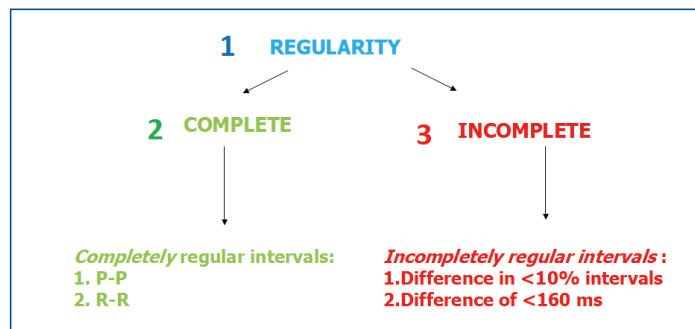 1 REGULARITY
2 COMPLETE
3 INCOMPLETE
Completely regular intervals:
1. P-P
2. R-R
Incompletely regular intervals :
1.Difference in <10% intervals
2.Difference of <160 ms